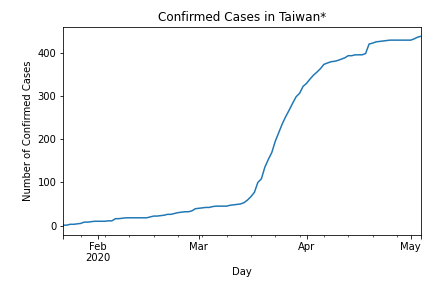 Confirmed Cases in Taiwan*
Number of Confirmed Cases
400
300
200
100
0
Feb
2020
Mar
Apr
May
Day